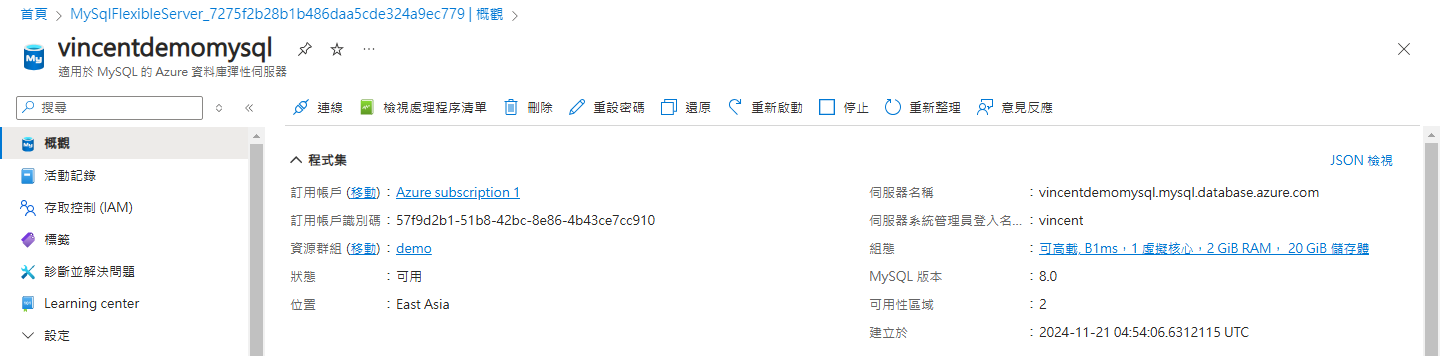 首頁 > MySqlFlexibleServer_7275f2b28b1b486daa5cde324a9ec779 | 概觀 >
vincentdemomysql
適用於 MySQL 的 Azure 資料庫彈性伺服器
搜尋
連線 檢視處理程序清單 刪除 重設密碼 還原 重新啟動 停止 重新整理 意見反應
概觀
活動記錄
存取控制 (IAM)
標籤
診斷並解決問題
Learning center
設定
程式集
JSON 檢視
訂用帳戶 (移動) : Azure subscription 1
訂用帳戶識別碼 : 57f9d2b1-51b8-42bc-8e86-4b43ce7cc910
資源群組 (移動) : demo
狀態 : 可用
位置 : East Asia
伺服器名稱 : vincentdemomysql.mysql.database.azure.com
伺服器系統管理員登入名... : vincent
組態 : 可高載, B1ms，1 虛擬核心，2 GiB RAM， 20 GiB 儲存體
MySQL 版本 : 8.0
可用性區域 : 2
建立於 : 2024-11-21 04:54:06.6312115 UTC